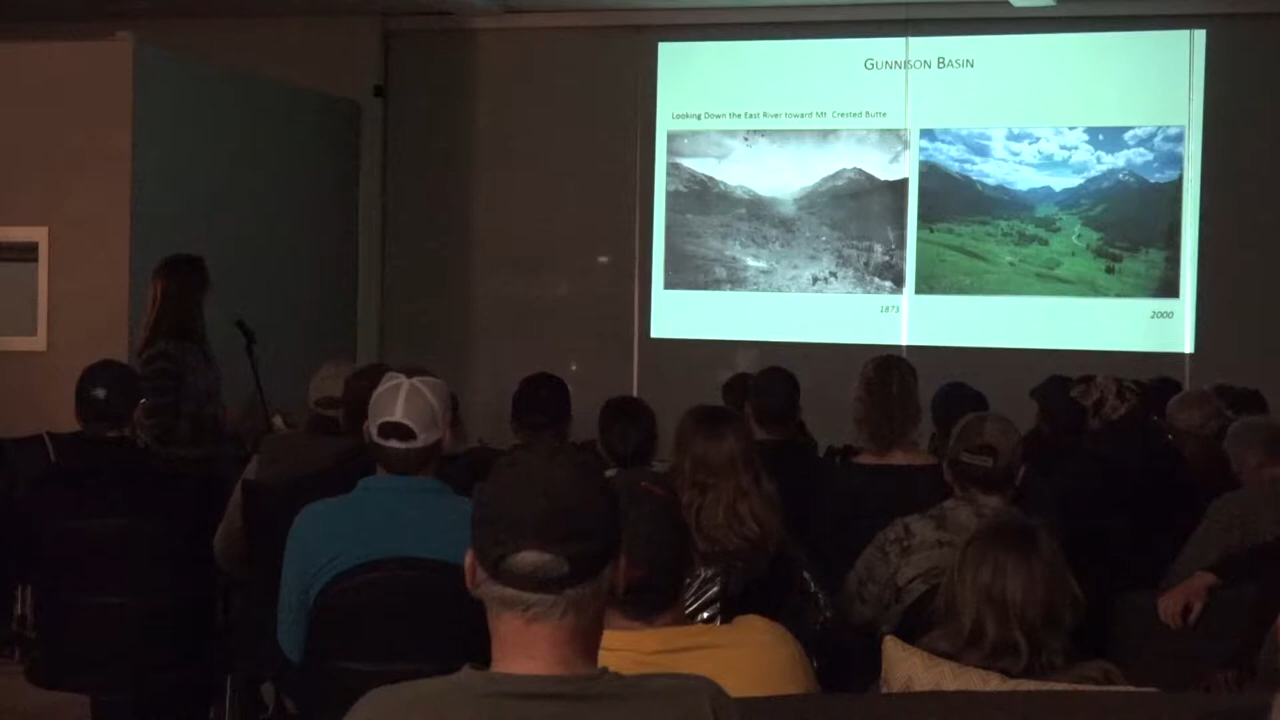 GUNNISON BASIN
Looking Down the East River toward Mt. Crested Butte
1873
2000